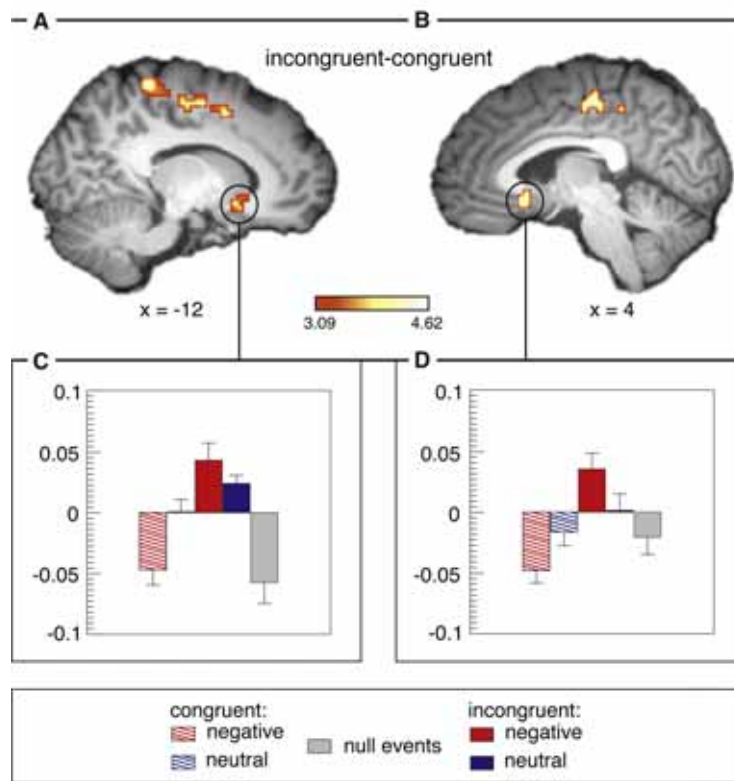 A
B
incongruent-congruent
x = -12
3.09
4.62
x = 4
C
D
0.1
0.05
0
-0.05
-0.1
0.1
0.05
0
-0.05
-0.1
congruent:
negative
neutral
null events
incongruent:
negative
neutral